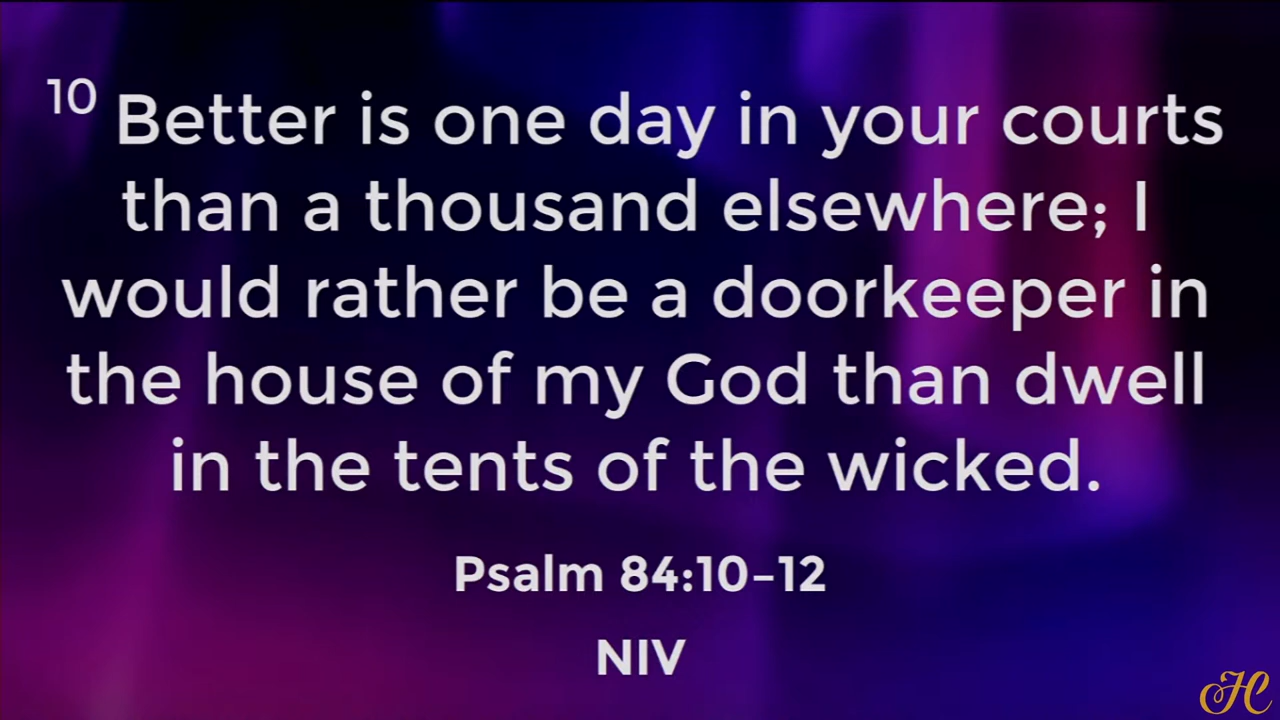 10 Better is one day in your courts
than a thousand elsewhere; I
would rather be a doorkeeper in
the house of my God than dwell
in the tents of the wicked.
Psalm 84:10–12
NIV
HC